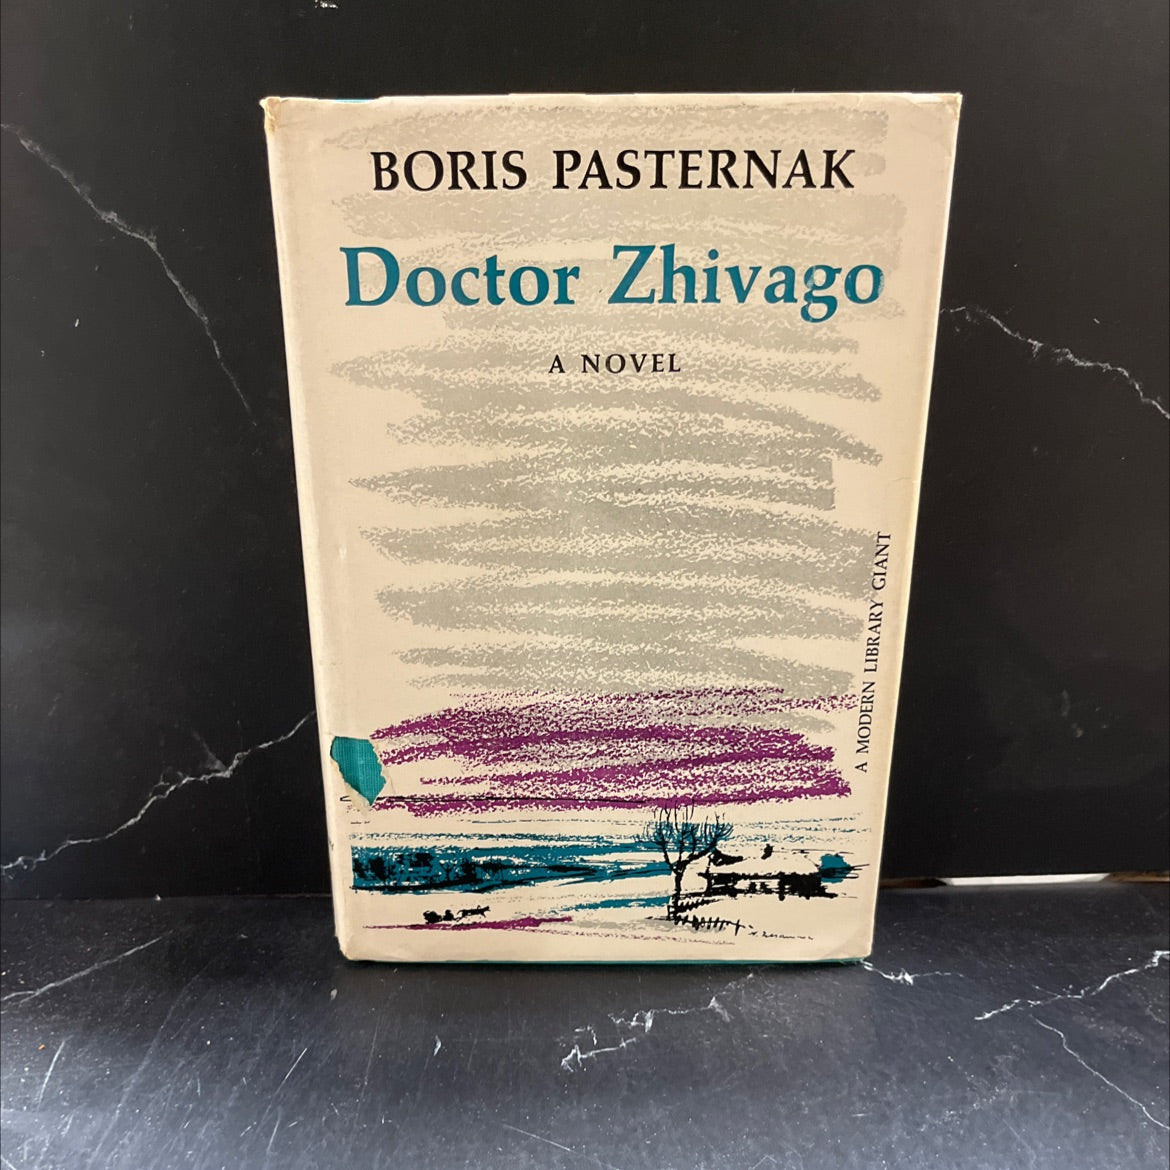 BORIS PASTERNAK
Doctor Zhivago
A NOVEL
A MODERN LIBRARY GIANT